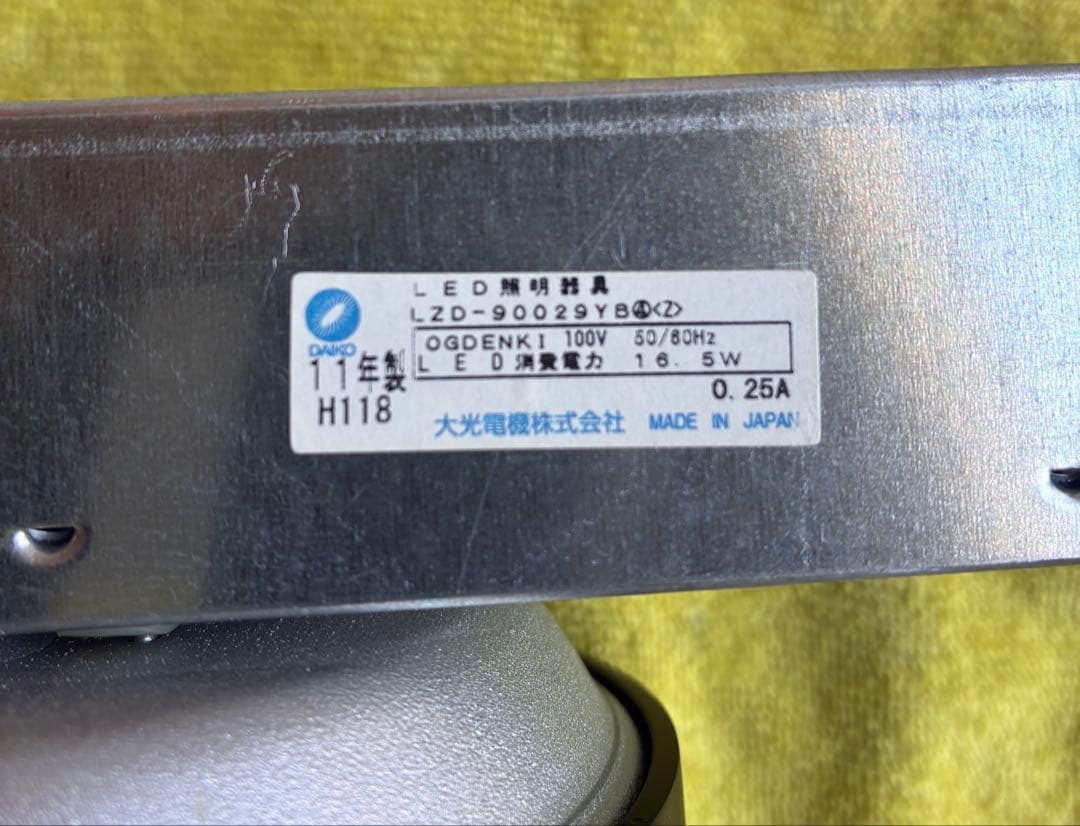 LED照明器具
LZD-90029YB④<Z>
DAIKO
OGDENKI 100V 50/60Hz
LED消費電力 16.5W
11年製
0.25A
H118
大光電機株式会社 MADE IN JAPAN